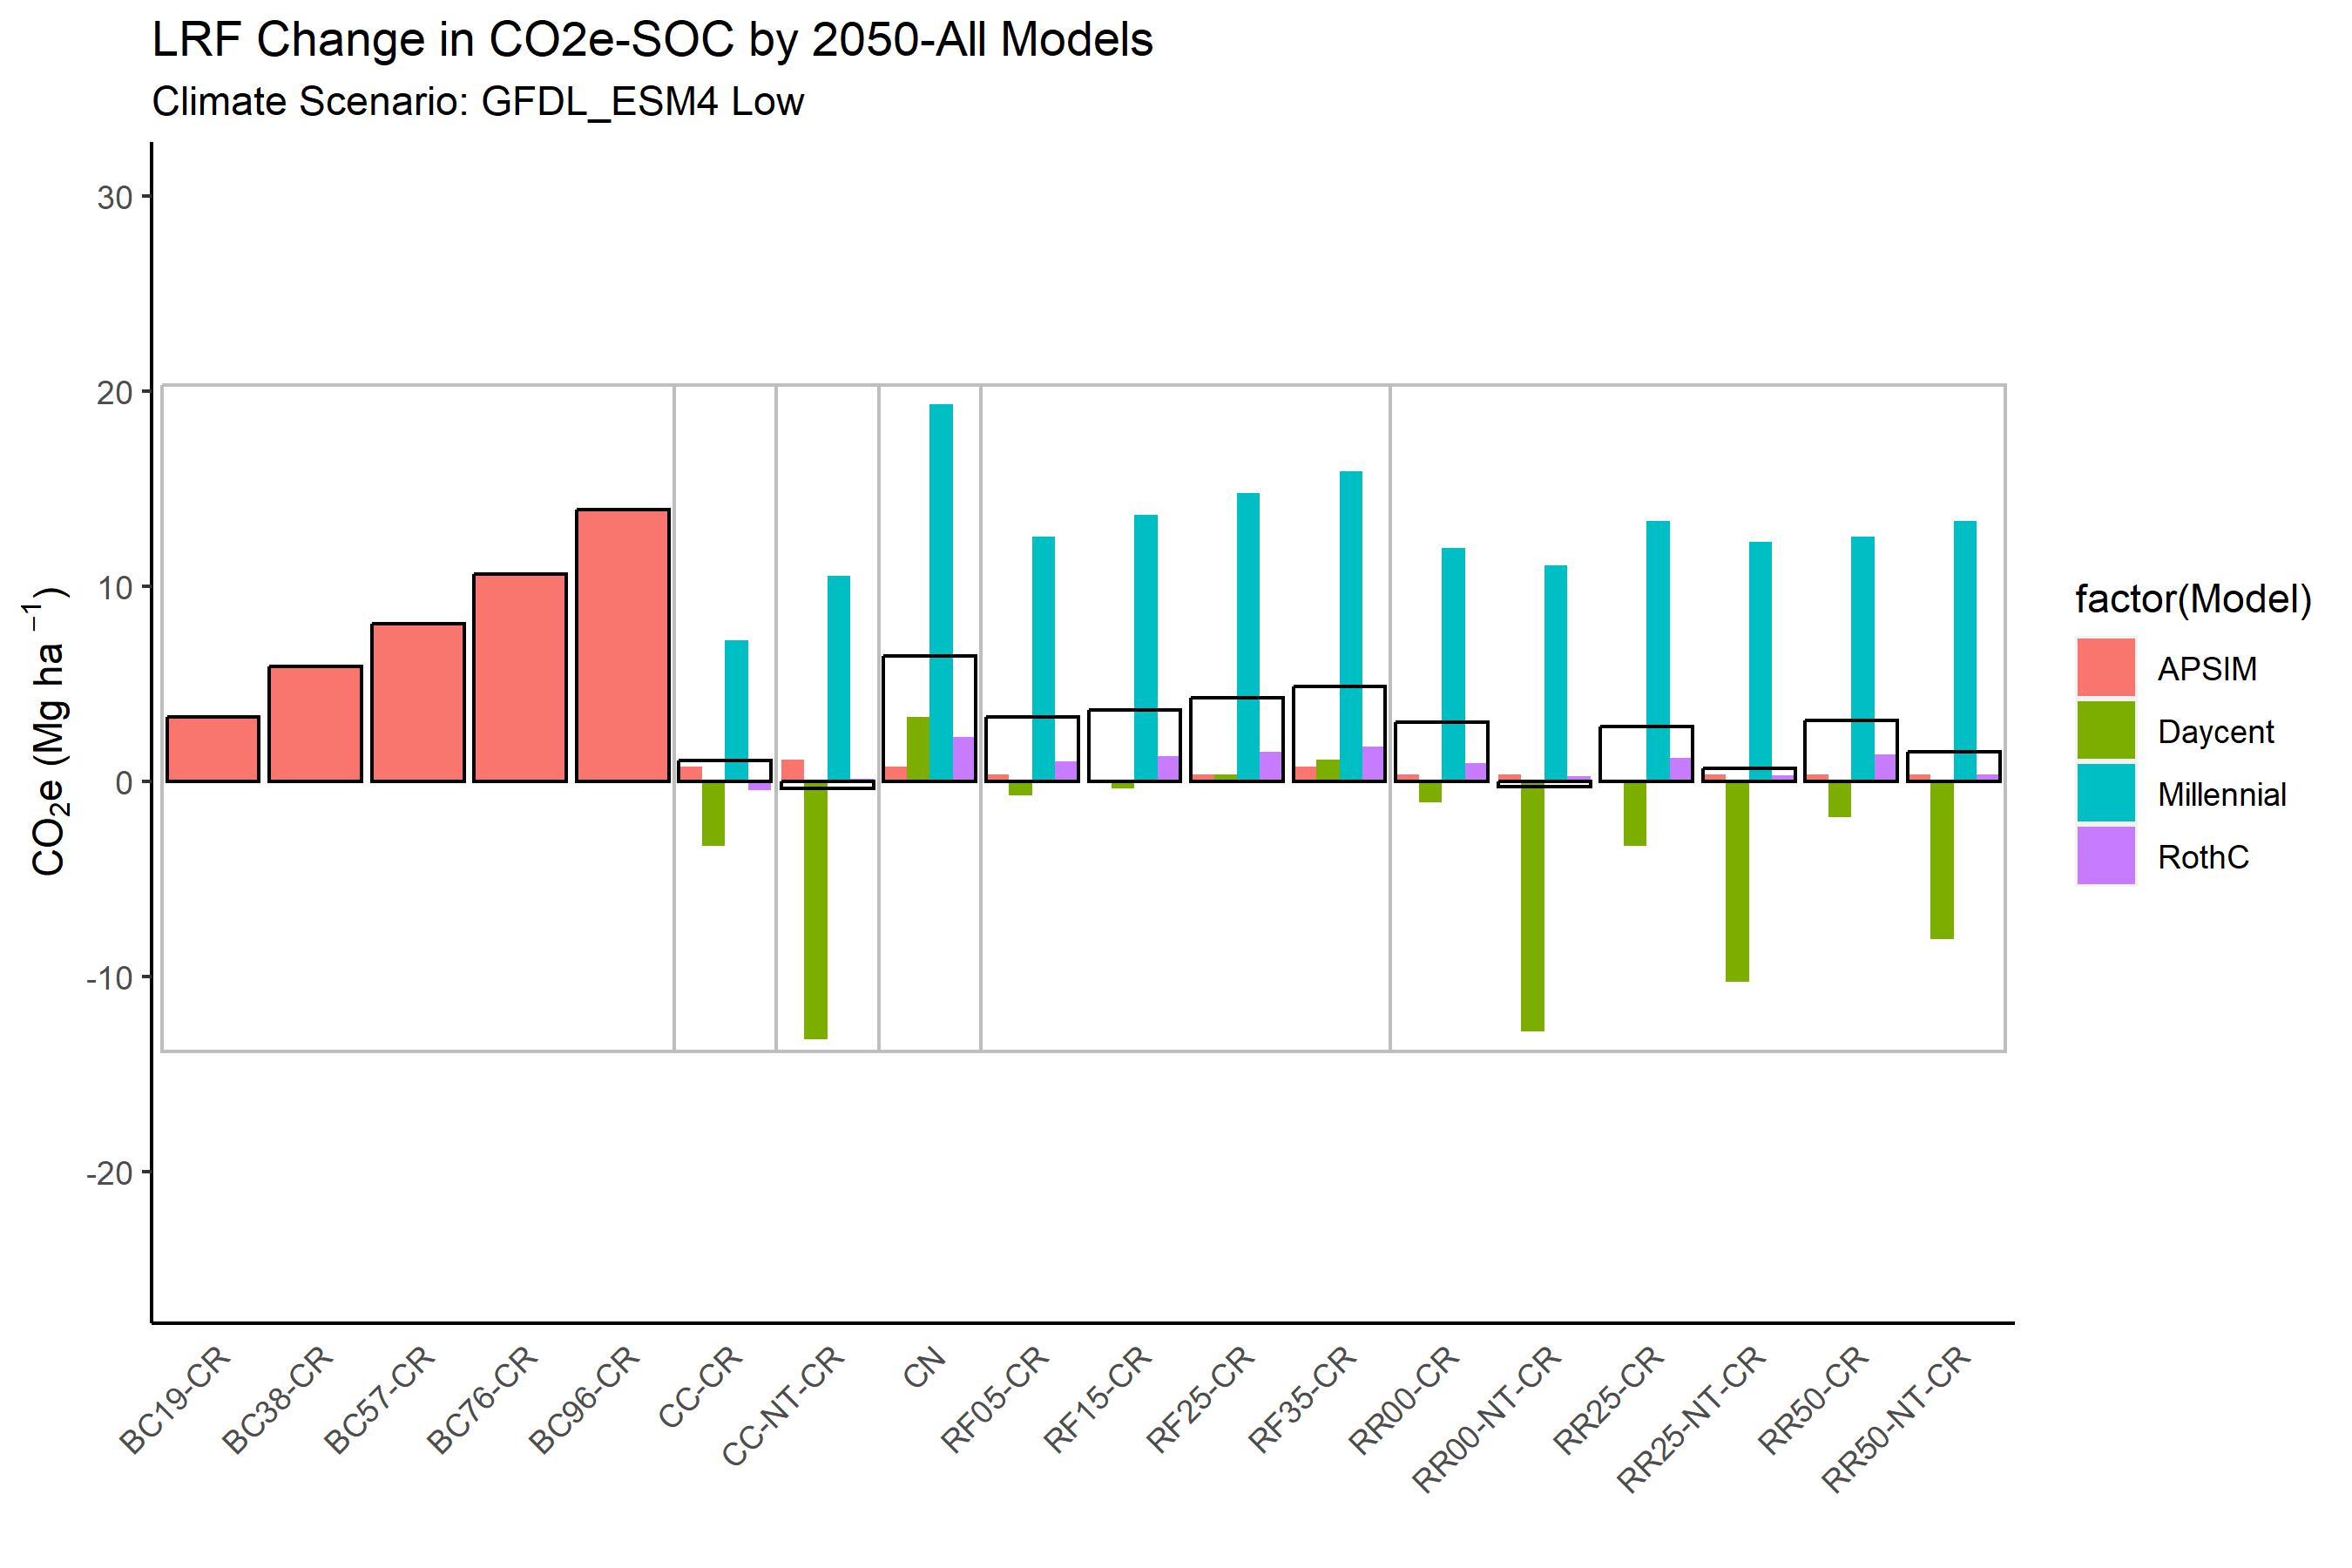 LRF Change in CO2e-SOC by 2050-All Models
Climate Scenario: GFDL_ESM4 Low
CO₂e (Mg ha ⁻¹)
30
20
10
0
-10
-20
BC19-CR
BC38-CR
BC57-CR
BC76-CR
BC96-CR
CC-CR
CC-NT-CR
CN
RF05-CR
RF15-CR
RF25-CR
RF35-CR
RR00-CR
RR00-NT-CR
RR25-CR
RR25-NT-CR
RR50-CR
RR50-NT-CR
factor(Model)
APSIM
Daycent
Millennial
RothC